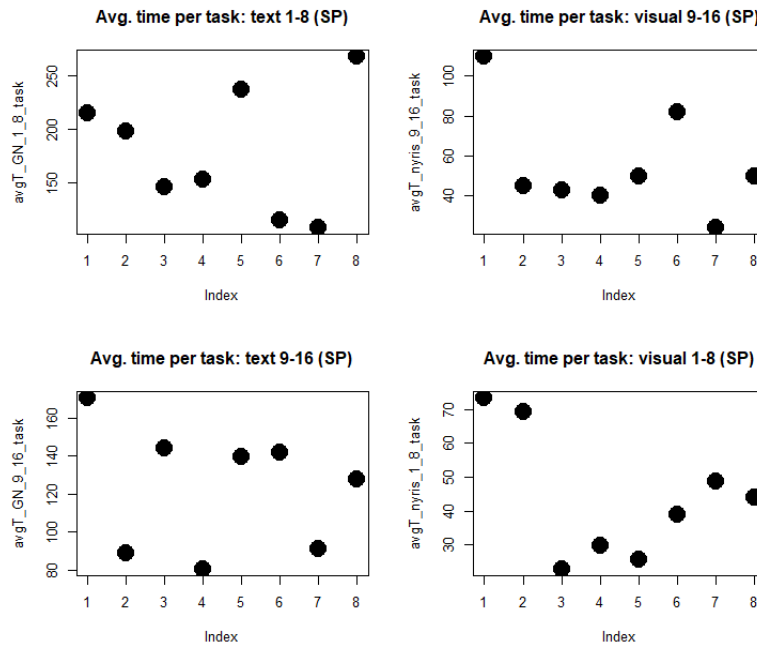 Avg. time per task: text 1-8 (SP)
avgT_GN_1_8_task
250
200
150
1 2 3 4 5 6 7 8
Index
Avg. time per task: visual 9-16 (SP)
avgT_nyris_9_16_task
100
80
60
40
1 2 3 4 5 6 7 8
Index
Avg. time per task: text 9-16 (SP)
avgT_GN_9_16_task
160
140
120
100
80
1 2 3 4 5 6 7 8
Index
Avg. time per task: visual 1-8 (SP)
avgT_nyris_1_8_task
70
60
50
40
30
1 2 3 4 5 6 7 8
Index